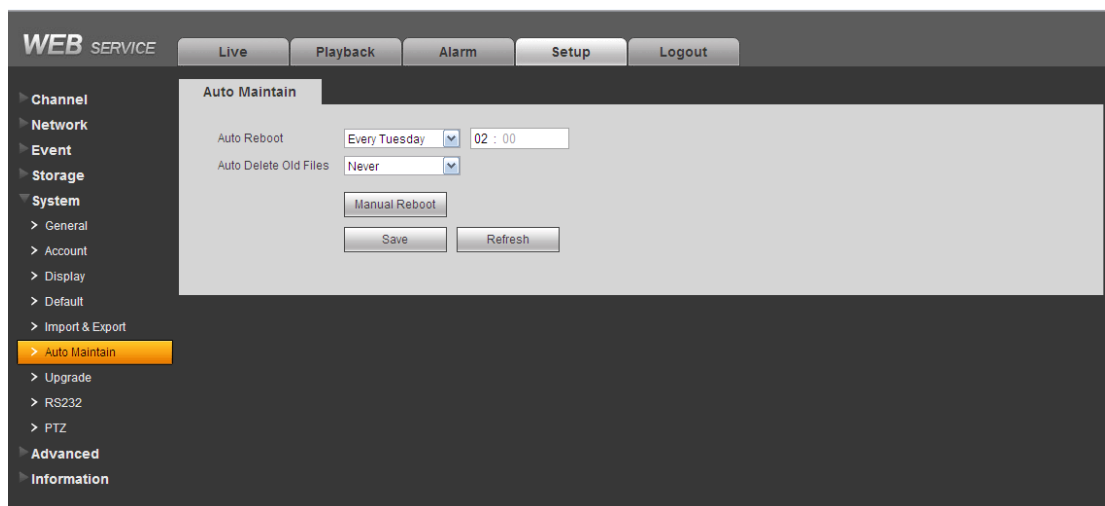 WEB SERVICE
Live Playback Alarm Setup Logout
Channel
Network
Event
Storage
System
> General
> Account
> Display
> Default
> Import & Export
> Auto Maintain
> Upgrade
> RS232
> PTZ
Advanced
Information
Auto Maintain
Auto Reboot Every Tuesday 02 : 00
Auto Delete Old Files Never
Manual Reboot
Save Refresh